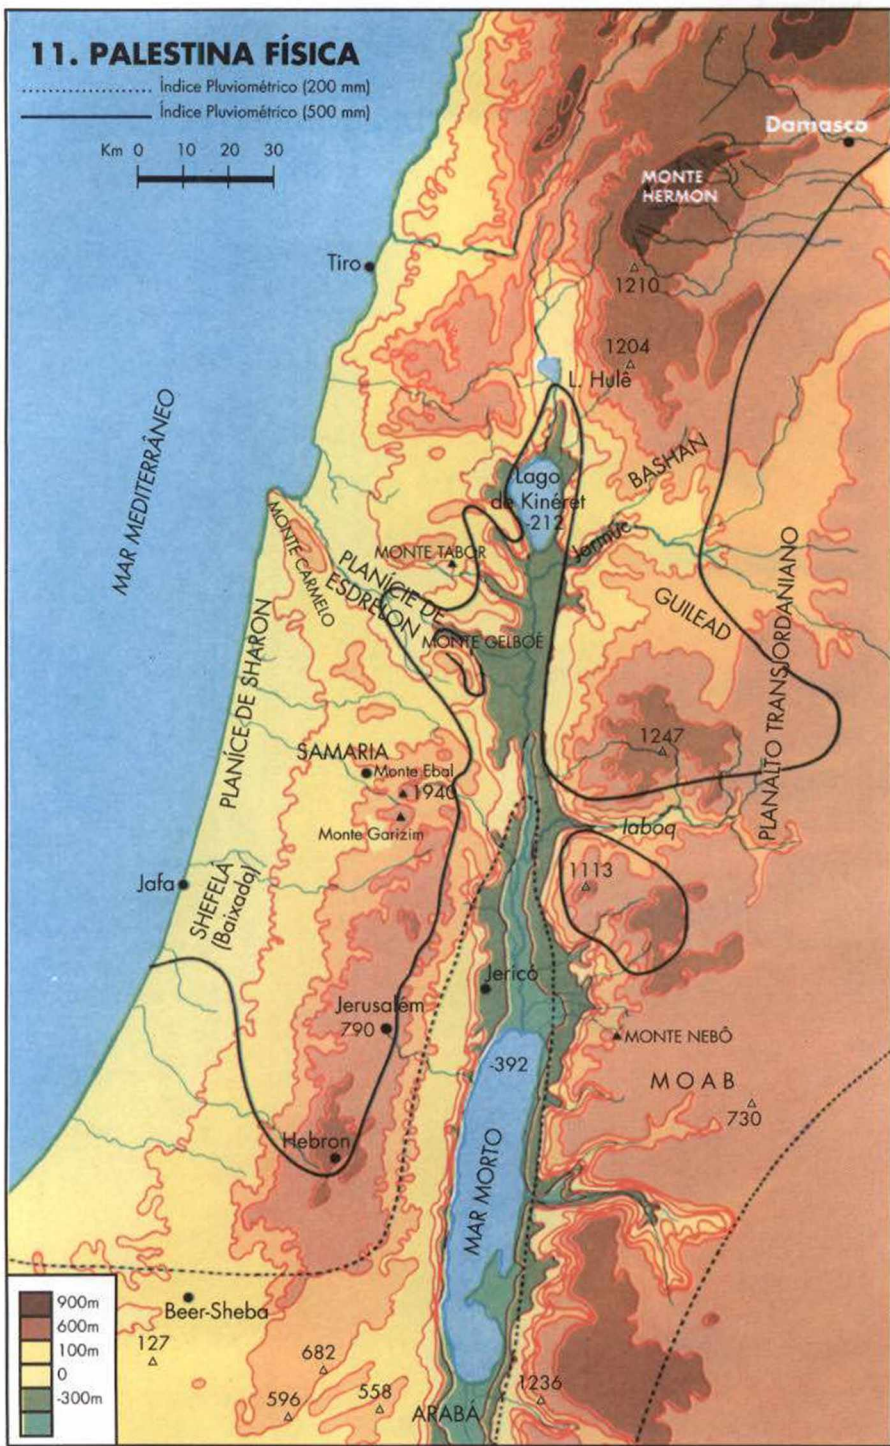 11. PALESTINA FÍSICA
Índice Pluviométrico (200 mm)
Índice Pluviométrico (500 mm)
Km 0 10 20 30
Damasco
MONTE
HERMON
Tiro
1210
1204
L. Hulê
MAR MEDITERRÂNEO
BASHAN
Lago
de Kinéret
-212
Jarmuc
MONTE CARMELO
MONTE TABOR
PLANÍCIE DE
ESDRELON
GUILEAD
MONTE GELBOÉ
PLANÍCE DE SHARON
PLANALTO TRANSJORDANIANO
SAMARIA
Monte Ebal
1940
Monte Garizim
1247
Iaboq
Jafa
SHEFELÁ
(Baixada)
1113
Jericó
Jerusalém
790
MONTE NEBÔ
-392
MOAB
730
Hebron
MAR MORTO
900m
600m
100m
0
-300m
Beer-Sheba
127
682
596
558
ARABÁ
1236